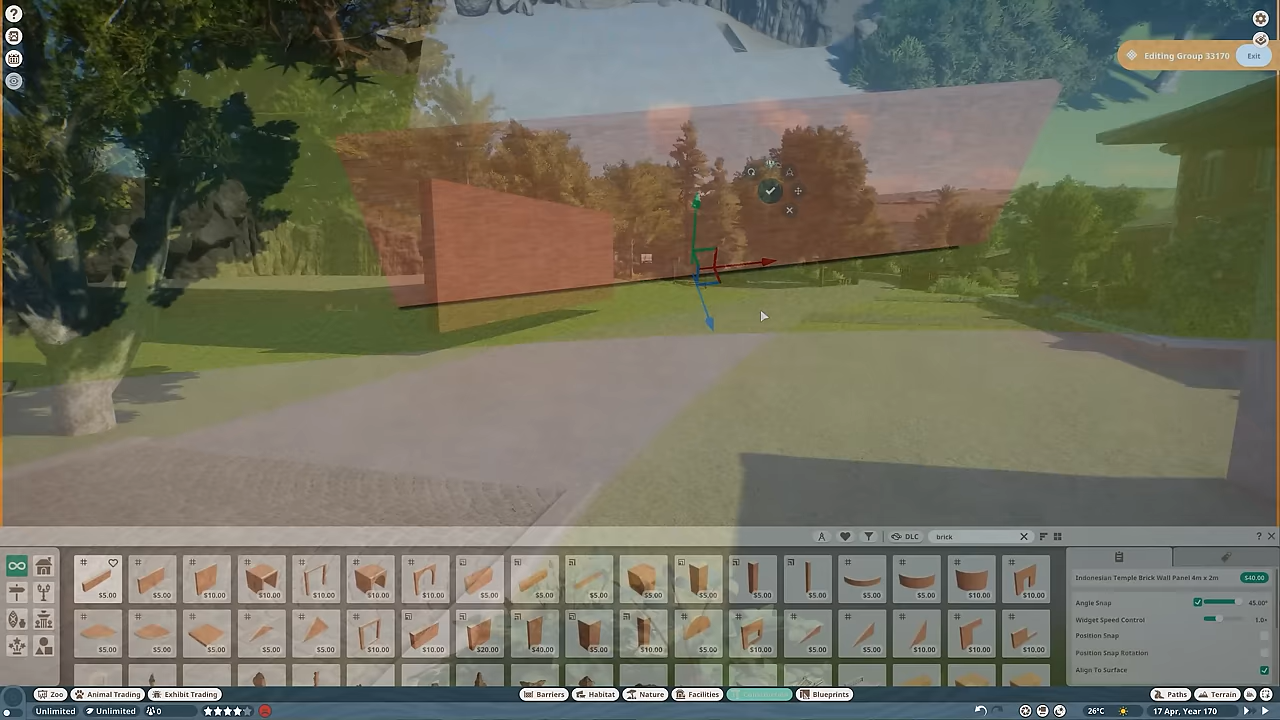 Editing Group 33170
Exit
DLC
brick
$5.00 $5.00 $10.00 $10.00 $10.00 $10.00 $10.00 $5.00 $5.00 $5.00 $5.00 $5.00 $5.00 $5.00 $5.00 $5.00 $10.00 $10.00
$5.00 $5.00 $10.00 $5.00 $5.00 $10.00 $5.00 $20.00 $40.00 $5.00 $10.00 $5.00 $10.00 $5.00 $5.00 $10.00 $10.00 $10.00
Indonesian Temple Brick Wall Panel 4m x 2m
$40.00
Angle Snap
45.00°
Widget Speed Control
1.0×
Position Snap
Position Snap Rotation
Align To Surface
Zoo
Animal Trading
Exhibit Trading
Barriers
Habitat
Nature
Facilities
Blueprints
Paths
Terrain
Unlimited
Unlimited
0
26°C
17 Apr, Year 170